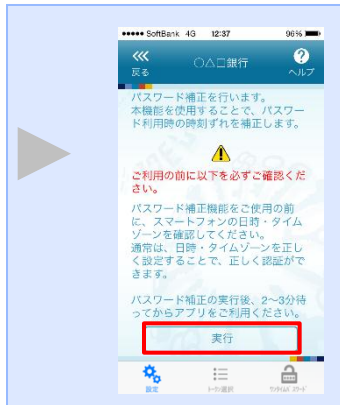 ●●●●● SoftBank 4G 12:37 96%
戻る
○△□銀行
ヘルプ
パスワード補正を行います。
本機能を使用することで、パスワー
ド利用時の時刻ずれを補正します。
ご利用の前に以下を必ずご確認くだ
さい。
パスワード補正機能をご使用の前
に、スマートフォンの日時・タイム
ゾーンを確認してください。
通常は、日時・タイムゾーンを正し
く設定することで、正しく認証がで
きます。
パスワード補正の実行後、2~3分待
ってからアプリをご利用ください。
実行
設定
トークン選択